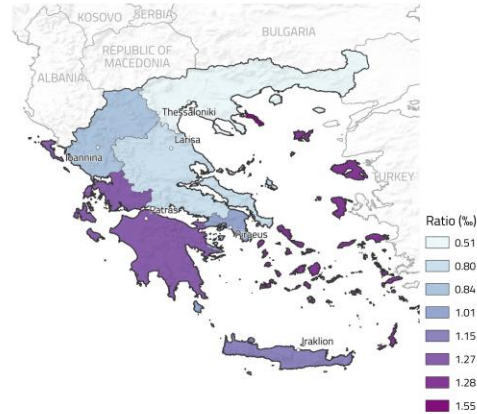 KOSOVO
SERBIA
BULGARIA
REPUBLIC OF
MACEDONIA
ALBANIA
Thessaloniki
Larisa
Ioannina
TURKEY
Patras
Piraeus
Iraklion
Ratio (‰)
0.51
0.80
0.84
1.01
1.15
1.27
1.28
1.55